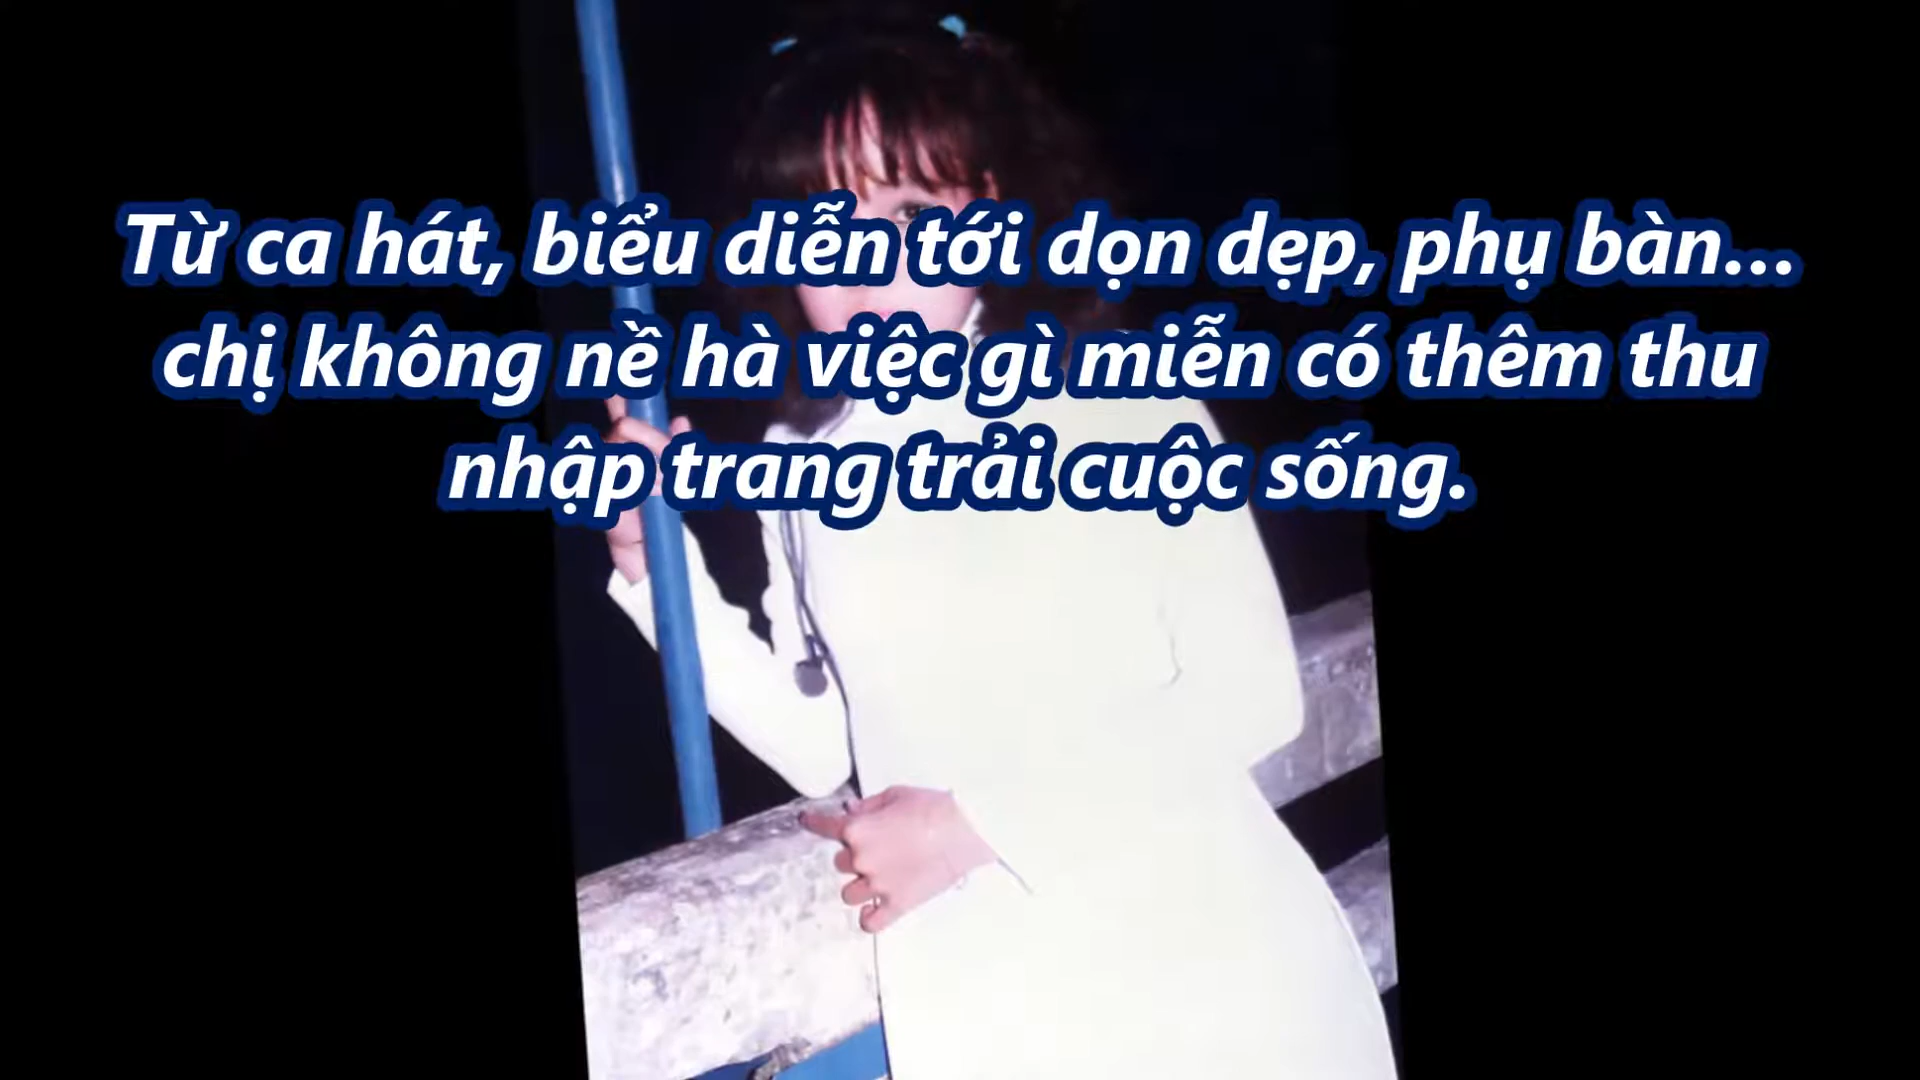 Từ ca hát, biểu diễn tới dọn dẹp, phụ bàn...
chị không nề hà việc gì miễn có thêm thu
nhập trang trải cuộc sống.